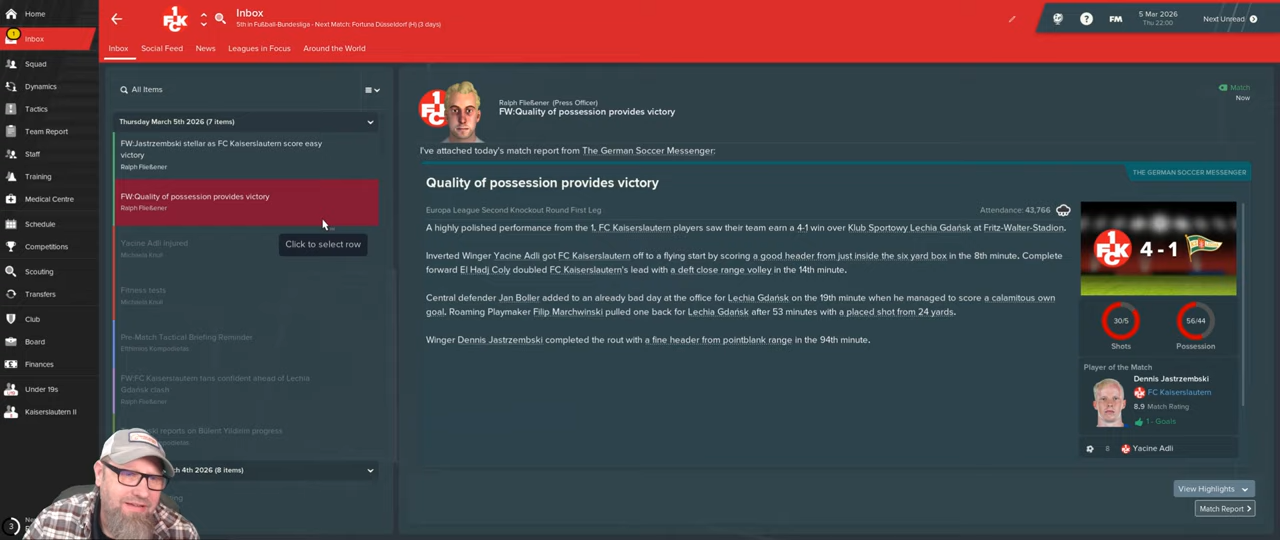 Home
Inbox
Squad
Dynamics
Tactics
Team Report
Staff
Training
Medical Centre
Schedule
Competitions
Scouting
Transfers
Club
Board
Finances
Under 19s
Kaiserslautern II
3
1
Inbox
5th in Fußball-Bundesliga - Next Match: Fortuna Düsseldorf (H) (3 days)
FM
5 Mar 2026
Thu 22:00
Next Unread
Inbox Social Feed News Leagues in Focus Around the World
All Items
Thursday March 5th 2026 (7 items)
FW:Jastrzembski stellar as FC Kaiserslautern score easy
victory
Ralph Fließener
FW:Quality of possession provides victory
Ralph Fließener
Click to select row
Yacine Adli Injured
Michaela Krull
Fitness tests
Michaela Krull
Pre-Match Tactical Briefing Reminder
Efthimios Kompodietas
FW:FC Kaiserslautern fans confident ahead of Lechia
Gdańsk clash
Ralph Fließener
reports on Bülent Yildirim progress
March 4th 2026 (8 items)
Ralph Fließener (Press Officer)
FW:Quality of possession provides victory
Match
Now
I've attached today's match report from The German Soccer Messenger:
THE GERMAN SOCCER MESSENGER
Quality of possession provides victory
Europa League Second Knockout Round First Leg
Attendance: 43,766
A highly polished performance from the 1. FC Kaiserslautern players saw their team earn a 4-1 win over Klub Sportowy Lechia Gdańsk at Fritz-Walter-Stadion.
Inverted Winger Yacine Adli got FC Kaiserslautern off to a flying start by scoring a good header from just inside the six yard box in the 8th minute. Complete
forward El Hadj Coly doubled FC Kaiserslautern's lead with a deft close range volley in the 14th minute.
Central defender Jan Boller added to an already bad day at the office for Lechia Gdańsk on the 19th minute when he managed to score a calamitous own
goal. Roaming Playmaker Filip Marchwinski pulled one back for Lechia Gdańsk after 53 minutes with a placed shot from 24 yards.
Winger Dennis Jastrzembski completed the rout with a fine header from pointblank range in the 94th minute.
4 - 1
30/5
56/44
Shots
Possession
Player of the Match
Dennis Jastrzembski
FC Kaiserslautern
8.9 Match Rating
1 - Goals
8 Yacine Adli
View Highlights
Match Report